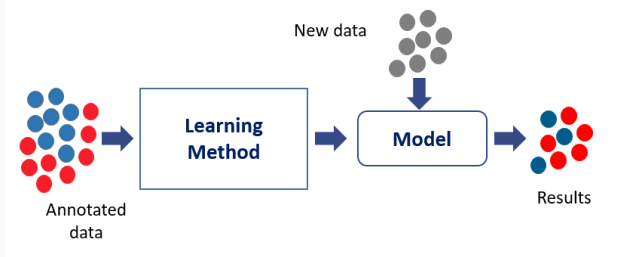 New data
Learning
Method
Model
Annotated
data
Results